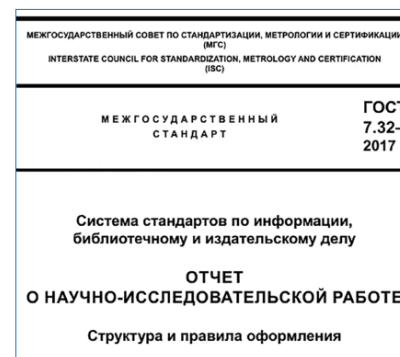 МЕЖГОСУДАРСТВЕННЫЙ СОВЕТ ПО СТАНДАРТИЗАЦИИ, МЕТРОЛОГИИ И СЕРТИФИКАЦИИ
(МГС)
INTERSTATE COUNCIL FOR STANDARDIZATION, METROLOGY AND CERTIFICATION
(ISC)
МЕЖГОСУДАРСТВЕННЫЙ
СТАНДАРТ
ГОСТ
7.32–
2017
Система стандартов по информации,
библиотечному и издательскому делу
ОТЧЕТ
О НАУЧНО-ИССЛЕДОВАТЕЛЬСКОЙ РАБОТЕ
Структура и правила оформления